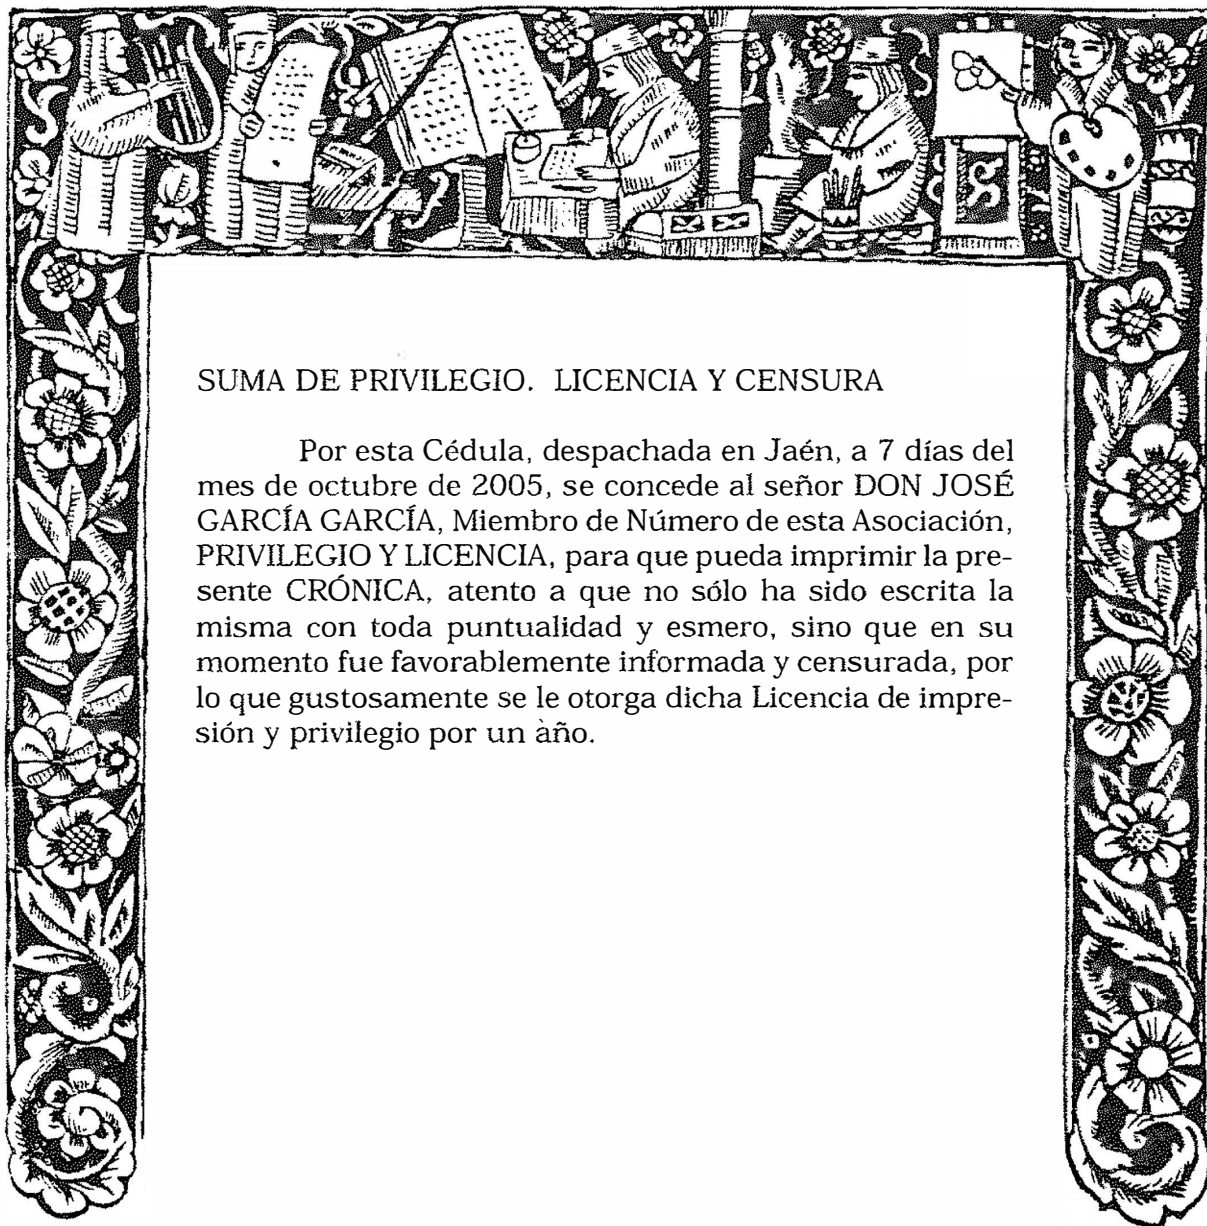 SUMA DE PRIVILEGIO. LICENCIA Y CENSURA
Por esta Cédula, despachada en Jaén, a 7 días del
mes de octubre de 2005, se concede al señor DON JOSÉ
GARCÍA GARCÍA, Miembro de Número de esta Asociación,
PRIVILEGIO Y LICENCIA, para que pueda imprimir la pre-
sente CRÓNICA, atento a que no sólo ha sido escrita la
misma con toda puntualidad y esmero, sino que en su
momento fue favorablemente informada y censurada, por
lo que gustosamente se le otorga dicha Licencia de impre-
sión y privilegio por un año.